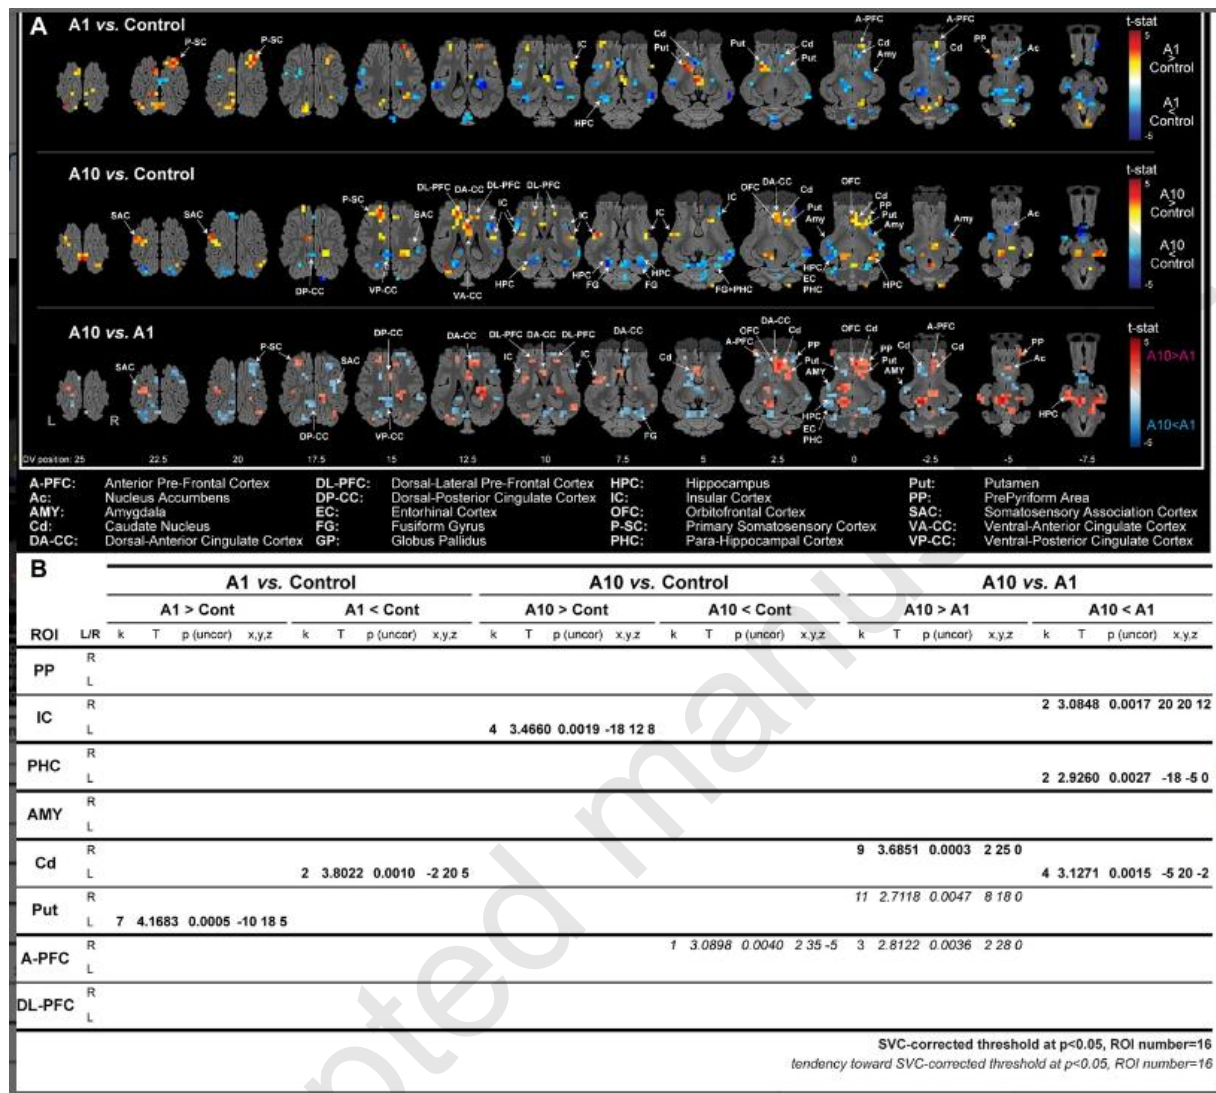 A
A1 vs. Control
P-SC
P-SC
IC
HPC
Cd
Put
Put
Cd
Put
A-PFC
Cd
Amy
A-PFC
Cd
PP
Ac
t-stat
5
A1
>
Control
A1
<
Control
-5
A10 vs. Control
SAC
SAC
P-SC
DP-CC
VP-CC
SAC
DL-PFC
DA-CC
DL-PFC
DL-PFC
IC
IC
VA-CC
HPC
HPC
FG
HPC
FG
IC
IC
FG+PHC
OFC
DA-CC
Cd
Put
Amy
OFC
Cd
PP
Put
Amy
HPC
EC
PHC
HPC
Amy
Ac
t-stat
5
A10
>
Control
A10
<
Control
-5
A10 vs. A1
SAC
P-SC
SAC
DP-CC
DP-CC
VP-CC
DA-CC
DL-PFC
DA-CC
DL-PFC
IC
IC
DA-CC
FG
Cd
A-PFC
OFC
DA-CC
Cd
PP
Put
AMY
OFC
Cd
PP
Put
AMY
HPC
EC
PHC
Cd
A-PFC
Cd
PP
Ac
HPC
t-stat
5
A10>A1
A10<A1
-5
L R
DV position: 25 22.5 20 17.5 15 12.5 10 7.5 5 2.5 0 -2.5 -5 -7.5
A-PFC: Anterior Pre-Frontal Cortex DL-PFC: Dorsal-Lateral Pre-Frontal Cortex HPC: Hippocampus Put: Putamen
Ac: Nucleus Accumbens DP-CC: Dorsal-Posterior Cingulate Cortex IC: Insular Cortex PP: PrePyriform Area
AMY: Amygdala EC: Entorhinal Cortex OFC: Orbitofrontal Cortex SAC: Somatosensory Association Cortex
Cd: Caudate Nucleus FG: Fusiform Gyrus P-SC: Primary Somatosensory Cortex VA-CC: Ventral-Anterior Cingulate Cortex
DA-CC: Dorsal-Anterior Cingulate Cortex GP: Globus Pallidus PHC: Para-Hippocampal Cortex VP-CC: Ventral-Posterior Cingulate Cortex
B
A1 vs. Control A10 vs. Control A10 vs. A1
A1 > Cont A1 < Cont A10 > Cont A10 < Cont A10 > A1 A10 < A1
ROI L/R k T p (uncor) x,y,z k T p (uncor) x,y,z k T p (uncor) x,y,z k T p (uncor) x,y,z k T p (uncor) x,y,z k T p (uncor) x,y,z
PP
R
L
IC
R 2 3.0848 0.0017 20 20 12
L 4 3.4660 0.0019 -18 12 8
PHC
R
L 2 2.9260 0.0027 -18 -5 0
AMY
R
L
Cd
R 9 3.6851 0.0003 2 25 0
L 2 3.8022 0.0010 -2 20 5 4 3.1271 0.0015 -5 20 -2
Put
R 11 2.7118 0.0047 8 18 0
L 7 4.1683 0.0005 -10 18 5
A-PFC
R 1 3.0898 0.0040 2 35 -5 3 2.8122 0.0036 2 28 0
L
DL-PFC
R
L
SVC-corrected threshold at p<0.05, ROI number=16
tendency toward SVC-corrected threshold at p<0.05, ROI number=16